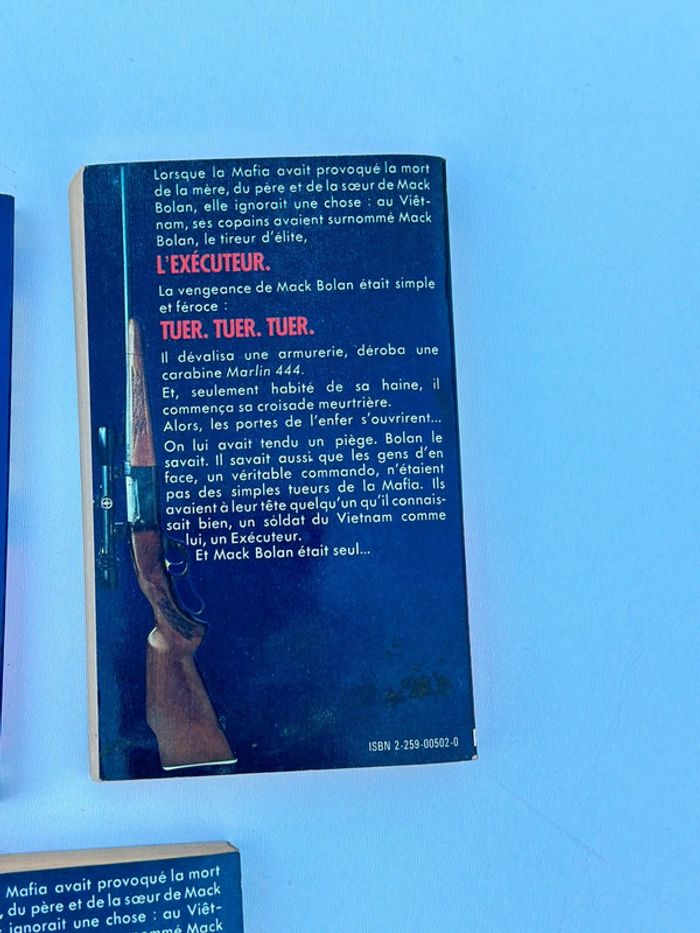 Lorsque la Mafia avait provoqué la mort
de la mère, du père et de la sœur de Mack
Bolan, elle ignorait une chose : au Viêt-
nam, ses copains avaient surnommé Mack
Bolan, le tireur d'élite,
L'EXÉCUTEUR.
La vengeance de Mack Bolan était simple
et féroce :
TUER. TUER. TUER.
Il dévalisa une armurerie, déroba une
carabine Marlin 444.
Et, seulement habité de sa haine, il
commença sa croisade meurtrière.
Alors, les portes de l'enfer s'ouvrirent...
On lui avait tendu un piège. Bolan le
savait. Il savait aussi que les gens d'en
face, un véritable commando, n'étaient
pas des simples tueurs de la Mafia. Ils
avaient à leur tête quelqu'un qu'il connais-
sait bien, un soldat du Vietnam comme
lui, un Exécuteur.
Et Mack Bolan était seul...
ISBN 2-259-00502-0
Mafia avait provoqué la mort
, du père et de la sœur de Mack
ignorait une chose : au Viêt-
Mack